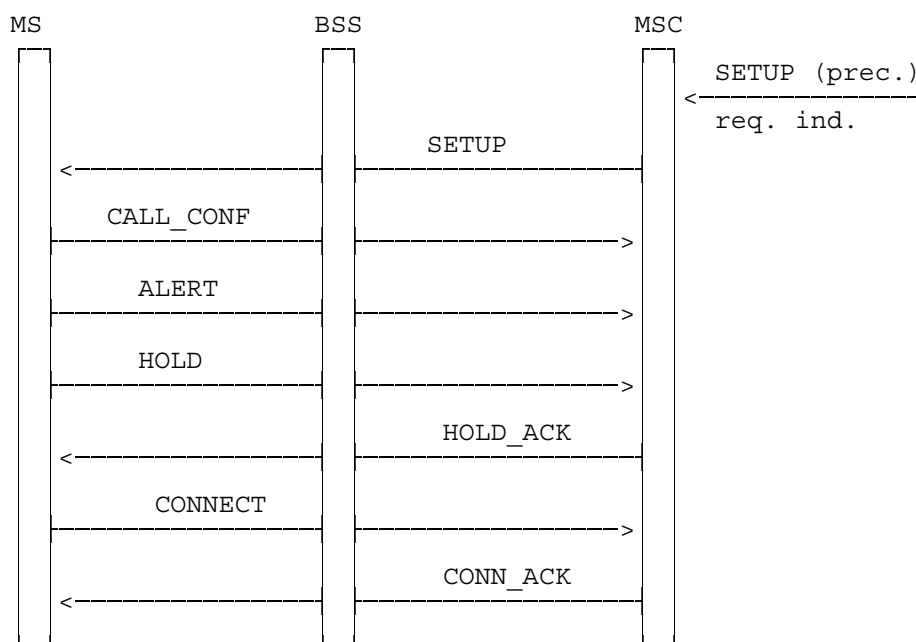 MS BSS MSC
SETUP (prec.)
req. ind.
SETUP
CALL_CONF
ALERT
HOLD
HOLD_ACK
CONNECT
CONN_ACK